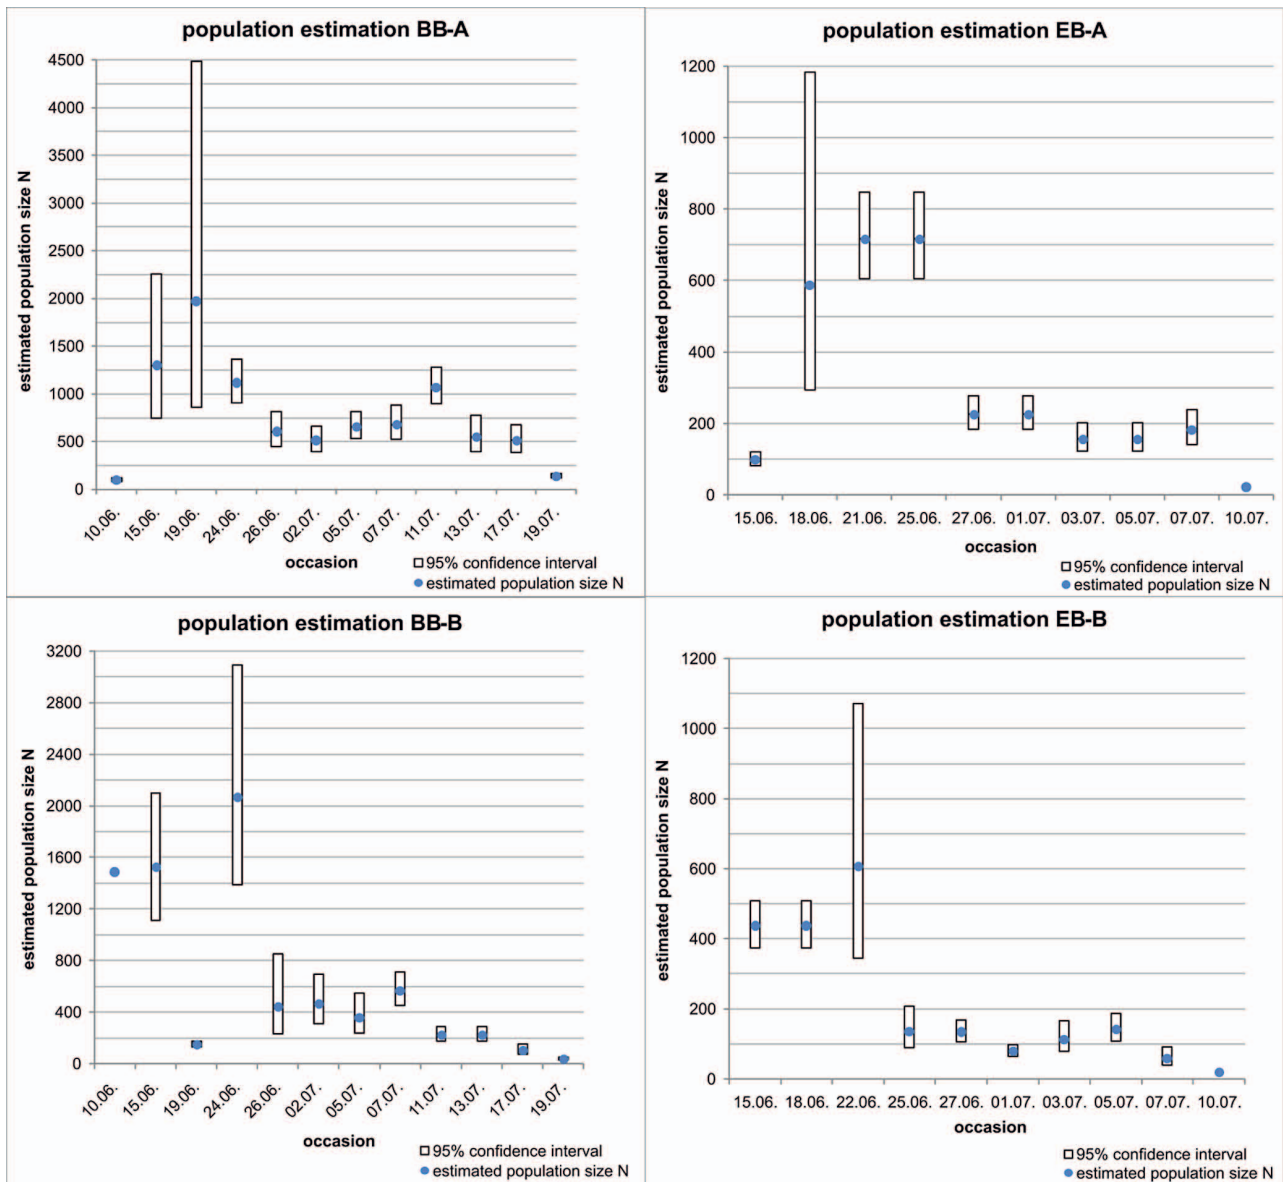 population estimation BB-A
estimated population size N
4500
4000
3500
3000
2500
2000
1500
1000
500
0
10.06. 15.06. 19.06. 24.06. 26.06. 02.07. 05.07. 07.07. 11.07. 13.07. 17.07. 19.07.
occasion
95% confidence interval
estimated population size N
population estimation EB-A
estimated population size N
1200
1000
800
600
400
200
0
15.06. 18.06. 21.06. 25.06. 27.06. 01.07. 03.07. 05.07. 07.07. 10.07.
occasion
95% confidence interval
estimated population size N
population estimation BB-B
estimated population size N
3200
2800
2400
2000
1600
1200
800
400
0
10.06. 15.06. 19.06. 24.06. 26.06. 02.07. 05.07. 07.07. 11.07. 13.07. 17.07. 19.07.
occasion
95% confidence interval
estimated population size N
population estimation EB-B
estimated population size N
1200
1000
800
600
400
200
0
15.06. 18.06. 22.06. 25.06. 27.06. 01.07. 03.07. 05.07. 07.07. 10.07.
occasion
95% confidence interval
estimated population size N